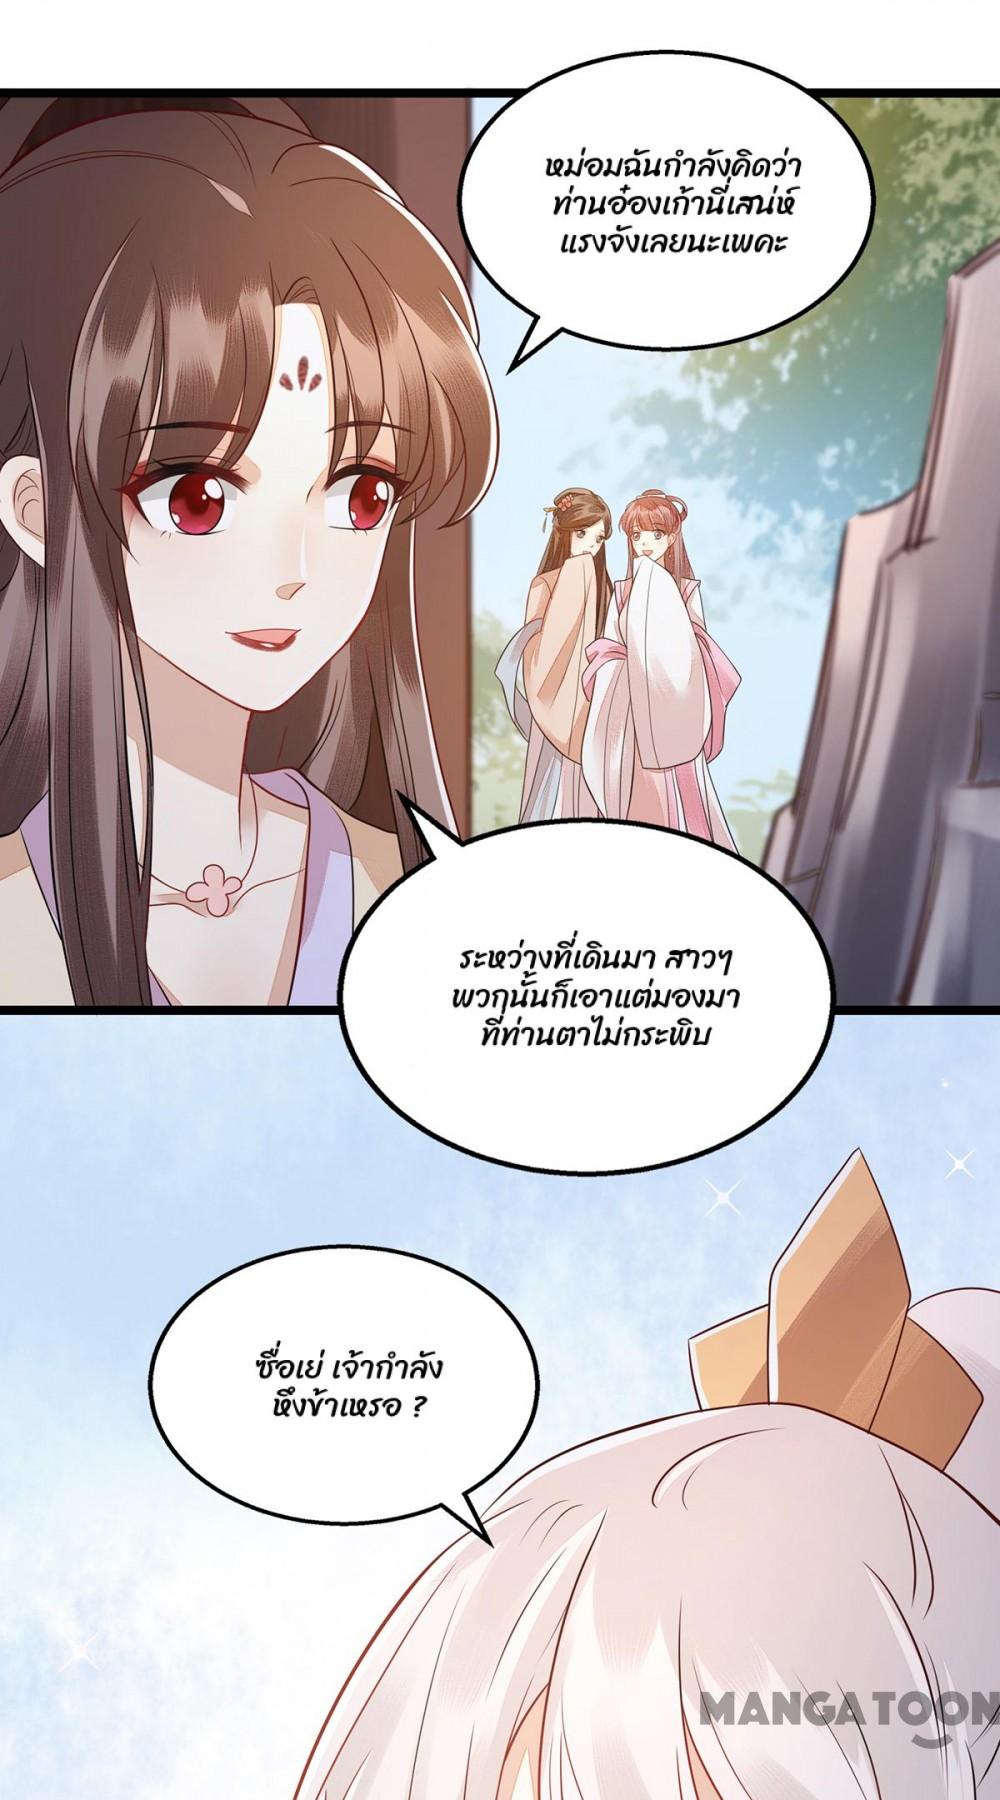 หม่อมฉันกำลังคิดว่า
ท่านอ๋องเก้านี่เสน่ห์
แรงจังเลยนะเพคะ
ระหว่างที่เดินมา สาวๆ
พวกนั้นก็เอาแต่มองมา
ที่ท่านตาไม่กระพิบ
ซื่อเย่ เจ้ากำลัง
หึงข้าเหรอ ?
MANGATOON